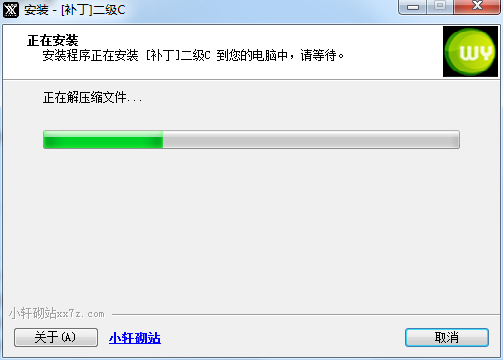 安装 - [补丁]二级C
正在安装
安装程序正在安装 [补丁]二级C 到您的电脑中，请等待。
WY
正在解压缩文件...
小轩砌站xx7z.com
关于(A)
小轩砌站
取消